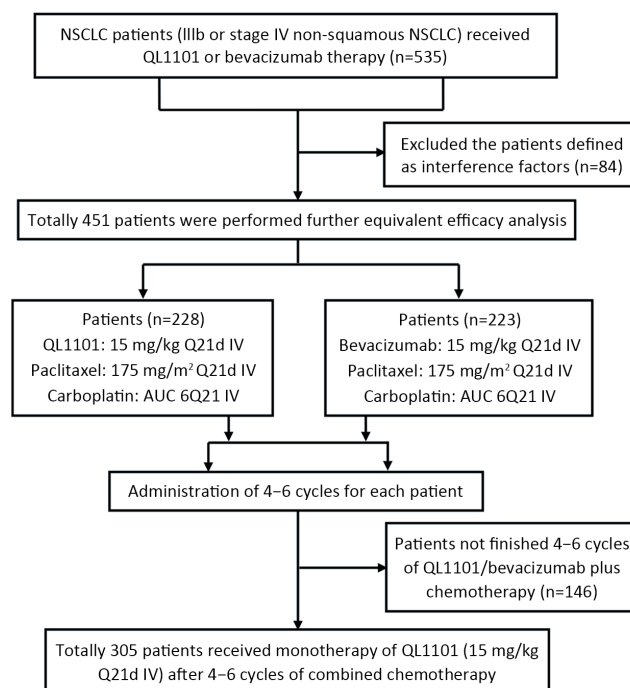 NSCLC patients (IIIb or stage IV non-squamous NSCLC) received
QL1101 or bevacizumab therapy (n=535)
Excluded the patients defined
as interference factors (n=84)
Totally 451 patients were performed further equivalent efficacy analysis
Patients (n=228)
QL1101: 15 mg/kg Q21d IV
Paclitaxel: 175 mg/m² Q21d IV
Carboplatin: AUC 6Q21 IV
Patients (n=223)
Bevacizumab: 15 mg/kg Q21d IV
Paclitaxel: 175 mg/m² Q21d IV
Carboplatin: AUC 6Q21 IV
Administration of 4−6 cycles for each patient
Patients not finished 4−6 cycles
of QL1101/bevacizumab plus
chemotherapy (n=146)
Totally 305 patients received monotherapy of QL1101 (15 mg/kg
Q21d IV) after 4−6 cycles of combined chemotherapy